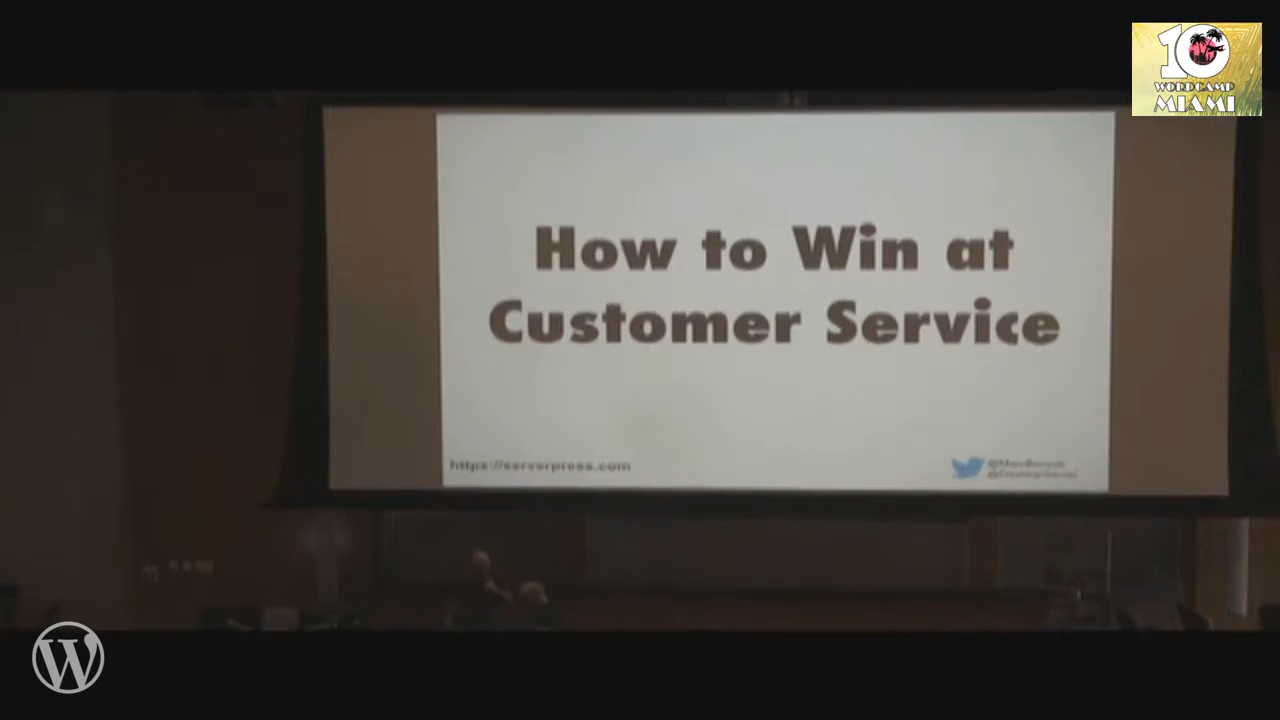 10
WORDCAMP
MIAMI
How to Win at
Customer Service
https://serverpress.com